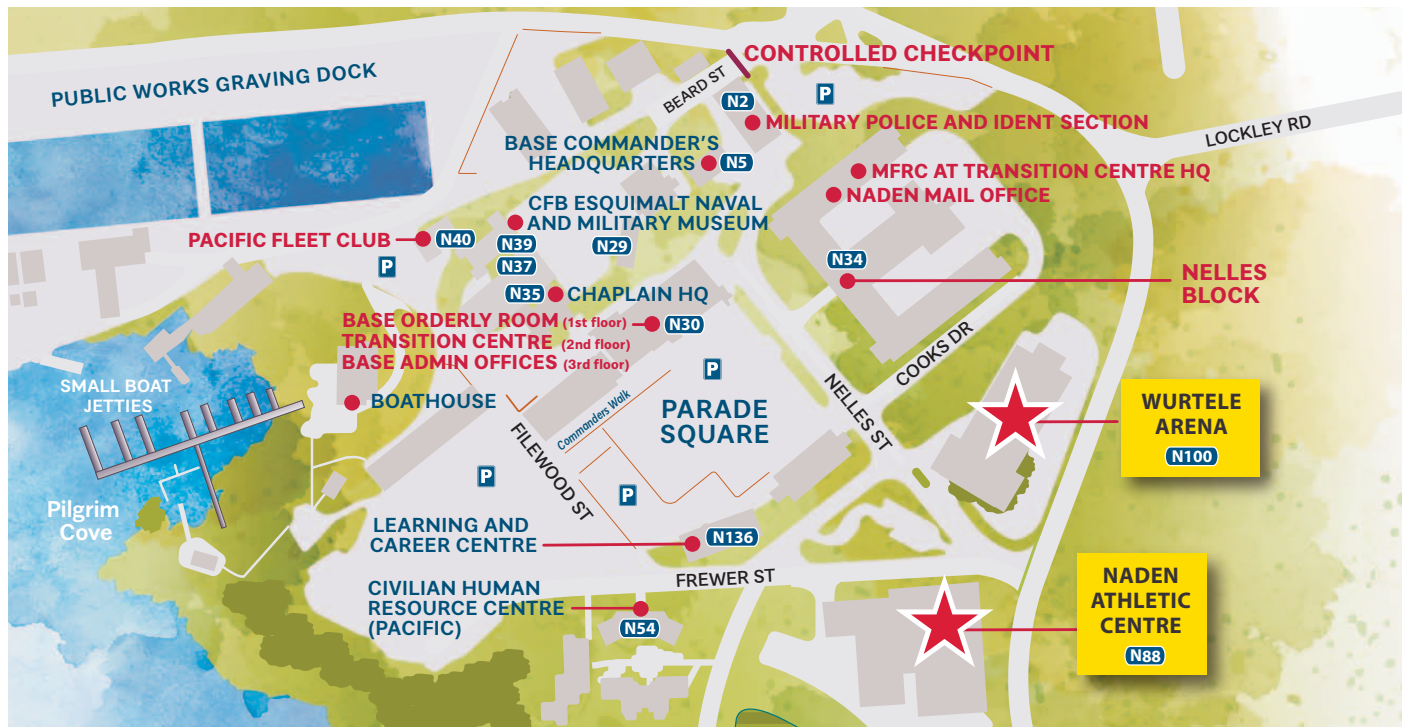 PUBLIC WORKS GRAVING DOCK
CONTROLLED CHECKPOINT
BEARD ST
N2
P
MILITARY POLICE AND IDENT SECTION
LOCKLEY RD
BASE COMMANDER'S
HEADQUARTERS
N5
MFRC AT TRANSITION CENTRE HQ
NADEN MAIL OFFICE
CFB ESQUIMALT NAVAL
AND MILITARY MUSEUM
PACIFIC FLEET CLUB
N40
N39
N29
N37
P
N34
NELLES
BLOCK
N35
CHAPLAIN HQ
BASE ORDERLY ROOM (1st floor)
N30
TRANSITION CENTRE (2nd floor)
BASE ADMIN OFFICES (3rd floor)
P
COOKS DR
NELLES ST
SMALL BOAT
JETTIES
BOATHOUSE
PARADE
SQUARE
Commanders Walk
FILEWOOD ST
WURTELE
ARENA
N100
P
P
Pilgrim
Cove
LEARNING AND
CAREER CENTRE
N136
FREWER ST
CIVILIAN HUMAN
RESOURCE CENTRE
(PACIFIC)
N54
NADEN
ATHLETIC
CENTRE
N88